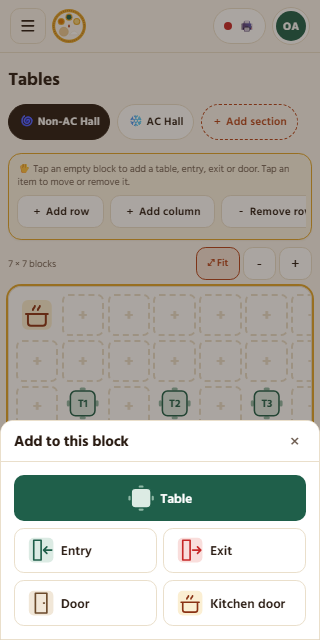 OA
Tables
Non-AC Hall
AC Hall
+ Add section
Tap an empty block to add a table, entry, exit or door. Tap an
item to move or remove it.
+ Add row
+ Add column
- Remove row
7 × 7 blocks
Fit
-
+
T1
T2
T3
Add to this block
×
Table
Entry
Exit
Door
Kitchen door